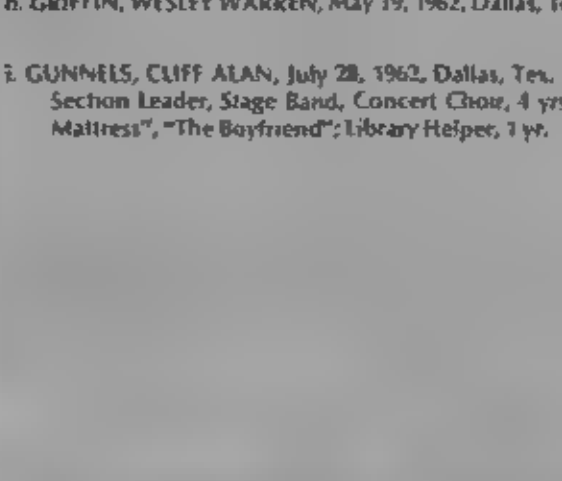 h. GRIFFIN, WESLEY WARREN, May 19, 1962, Dallas,
i. GUNNELS, CLIFF ALAN, July 28, 1962, Dallas, Tex.
Section Leader, Stage Band, Concert Choir, 4 yrs
Mattress", "The Boyfriend"; Library Helper, 1 yr.